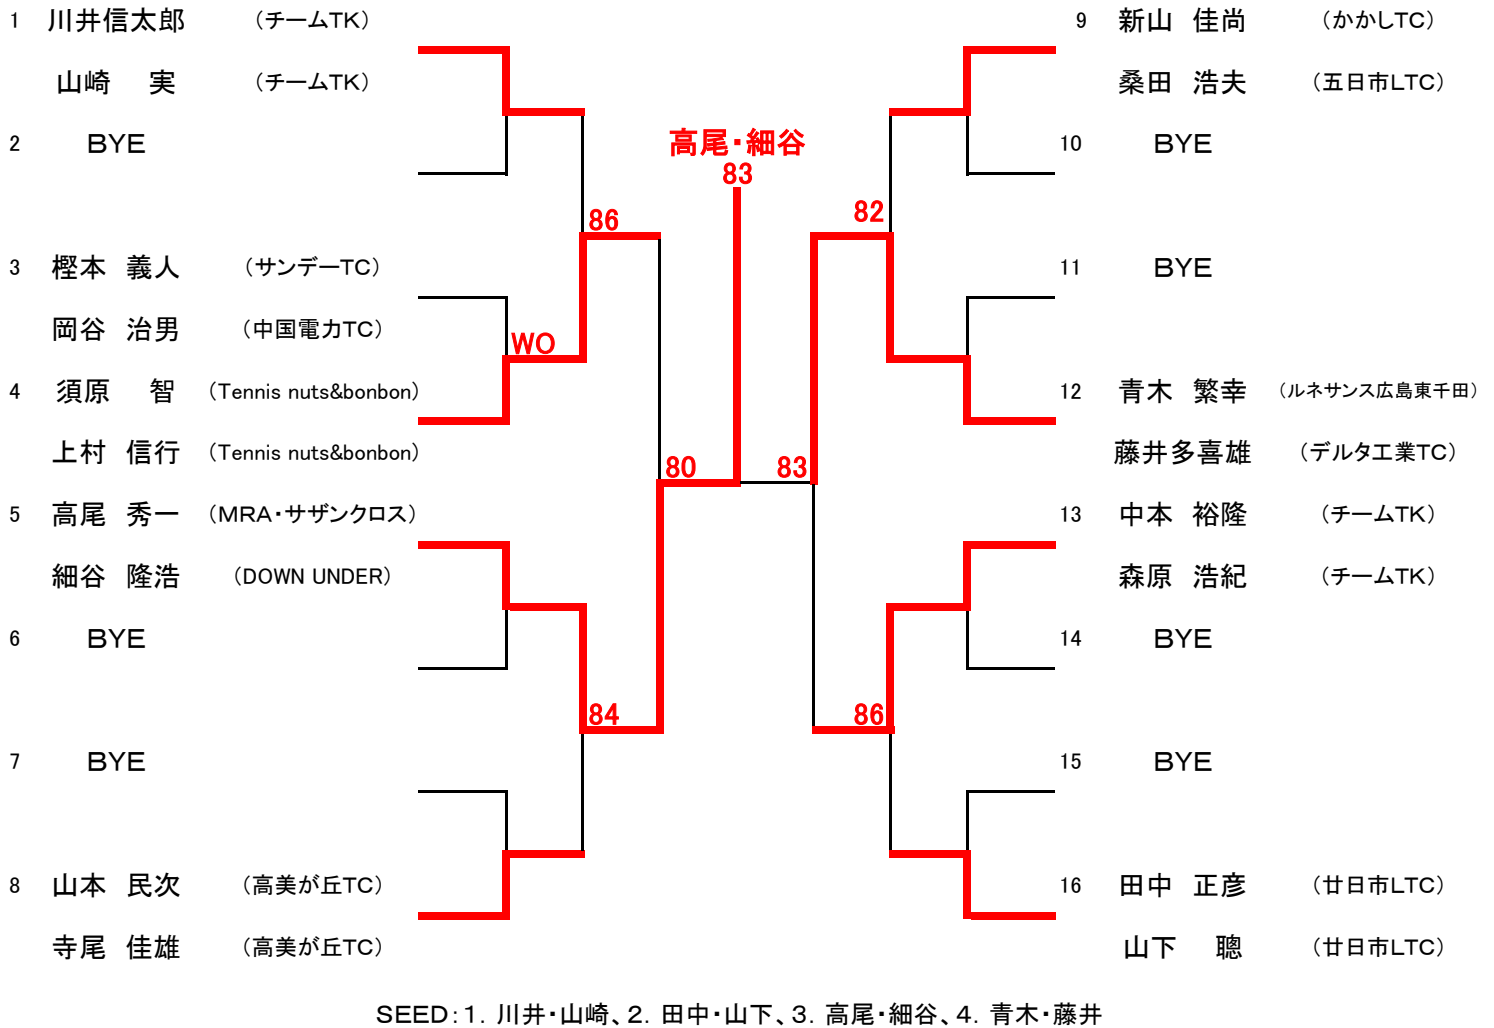 1 川井信太郎 （チームTK）
山崎 実 （チームTK）
2 BYE
3 樫本 義人 （サンデーTC）
岡谷 治男 （中国電力TC）
4 須原 智 （Tennis nuts&bonbon）
上村 信行 （Tennis nuts&bonbon）
5 高尾 秀一 （MRA・サザンクロス）
細谷 隆浩 （DOWN UNDER）
6 BYE
7 BYE
8 山本 民次 （高美が丘TC）
寺尾 佳雄 （高美が丘TC）
WO
86
84
80
高尾・細谷
83
83
82
86
9 新山 佳尚 （かかしTC）
桑田 浩夫 （五日市LTC）
10 BYE
11 BYE
12 青木 繁幸 （ルネサンス広島東千田）
藤井多喜雄 （デルタ工業TC）
13 中本 裕隆 （チームTK）
森原 浩紀 （チームTK）
14 BYE
15 BYE
16 田中 正彦 （廿日市LTC）
山下 聰 （廿日市LTC）
SEED：1．川井・山崎、2．田中・山下、3．高尾・細谷、4．青木・藤井